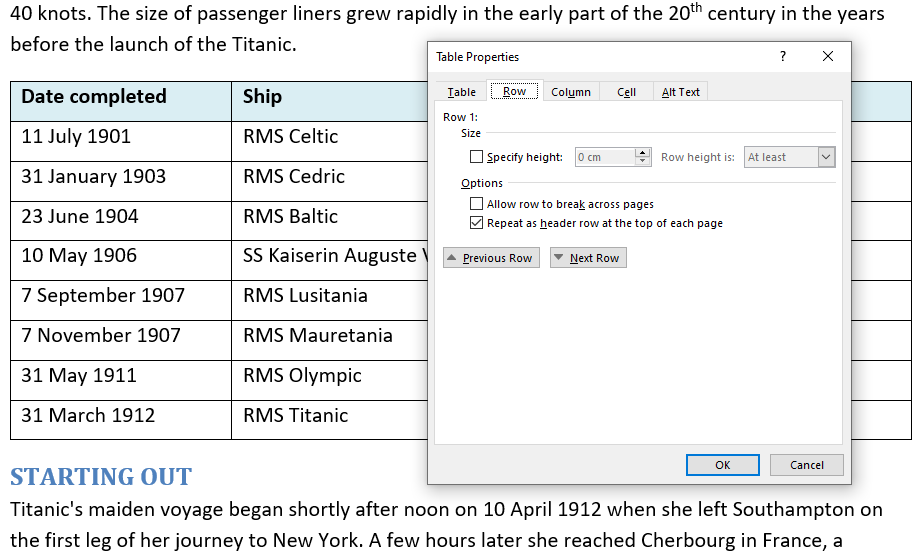 40 knots. The size of passenger liners grew rapidly in the early part of the 20th century in the years
before the launch of the Titanic.
Date completed Ship
11 July 1901 RMS Celtic
31 January 1903 RMS Cedric
23 June 1904 RMS Baltic
10 May 1906 SS Kaiserin Auguste
7 September 1907 RMS Lusitania
7 November 1907 RMS Mauretania
31 May 1911 RMS Olympic
31 March 1912 RMS Titanic
Table Properties ? ×
Table Row Column Cell Alt Text
Row 1:
Size
Specify height: 0 cm Row height is: At least
Options
Allow row to break across pages
Repeat as header row at the top of each page
Previous Row Next Row
OK Cancel
STARTING OUT
Titanic's maiden voyage began shortly after noon on 10 April 1912 when she left Southampton on
the first leg of her journey to New York. A few hours later she reached Cherbourg in France, a